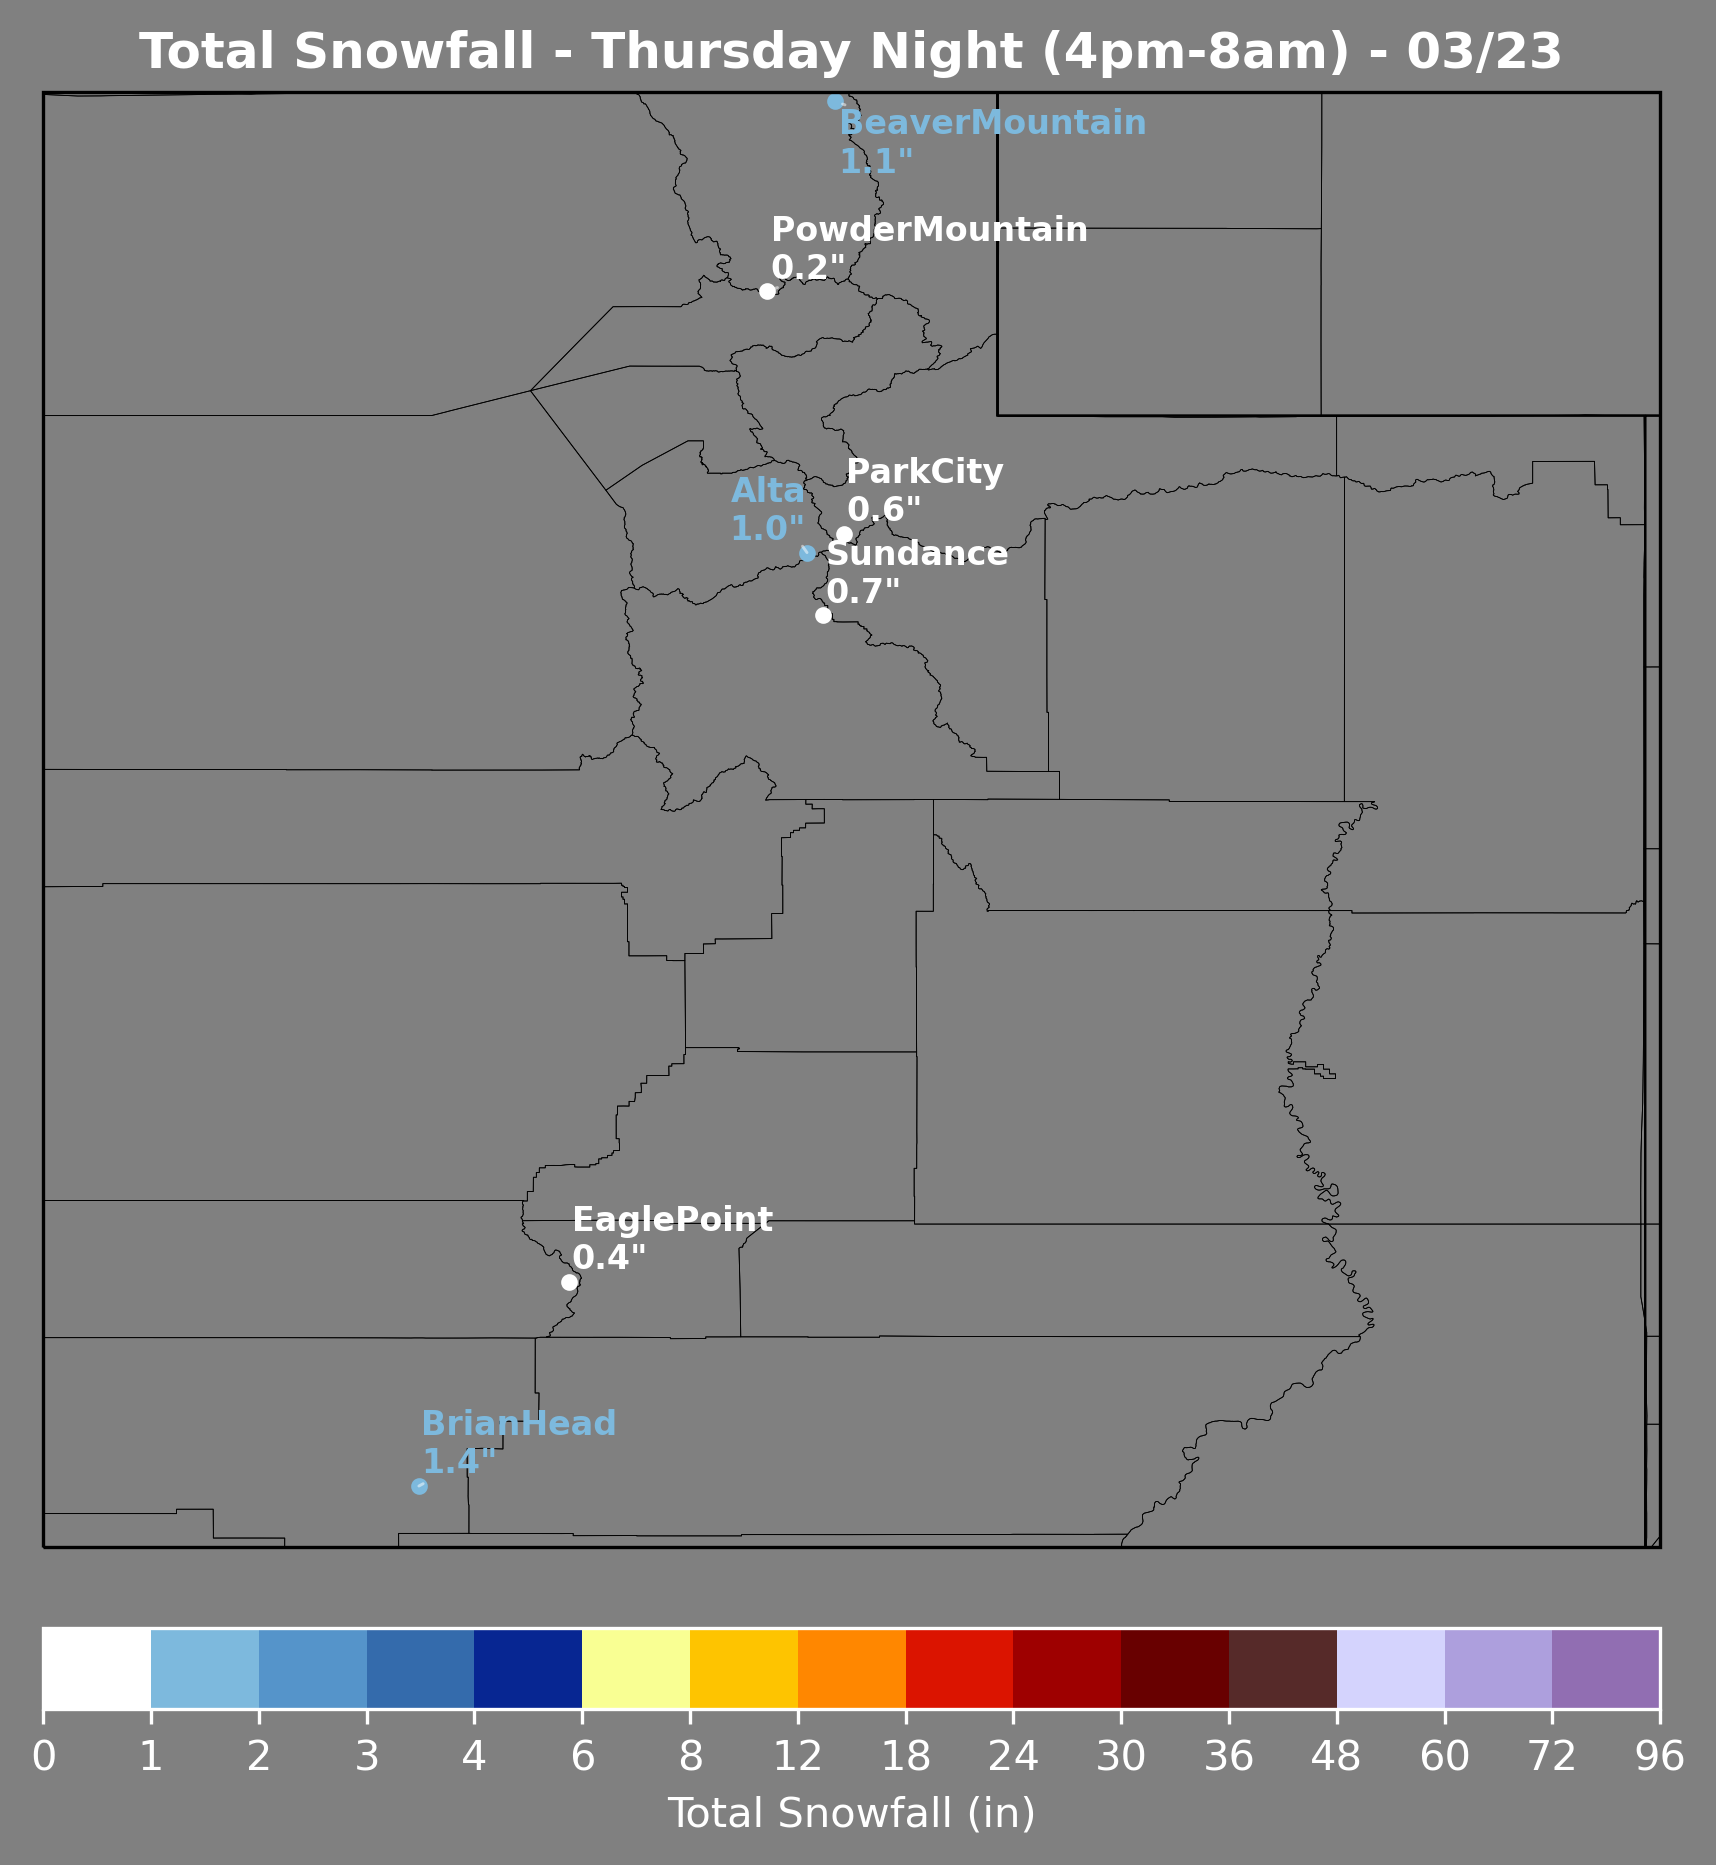 Total Snowfall - Thursday Night (4pm-8am) - 03/23
BeaverMountain
1.1"
PowderMountain
0.2"
ParkCity
0.6"
Alta
1.0"
Sundance
0.7"
EaglePoint
0.4"
BrianHead
1.4"
0 1 2 3 4 6 8 12 18 24 30 36 48 60 72 96
Total Snowfall (in)